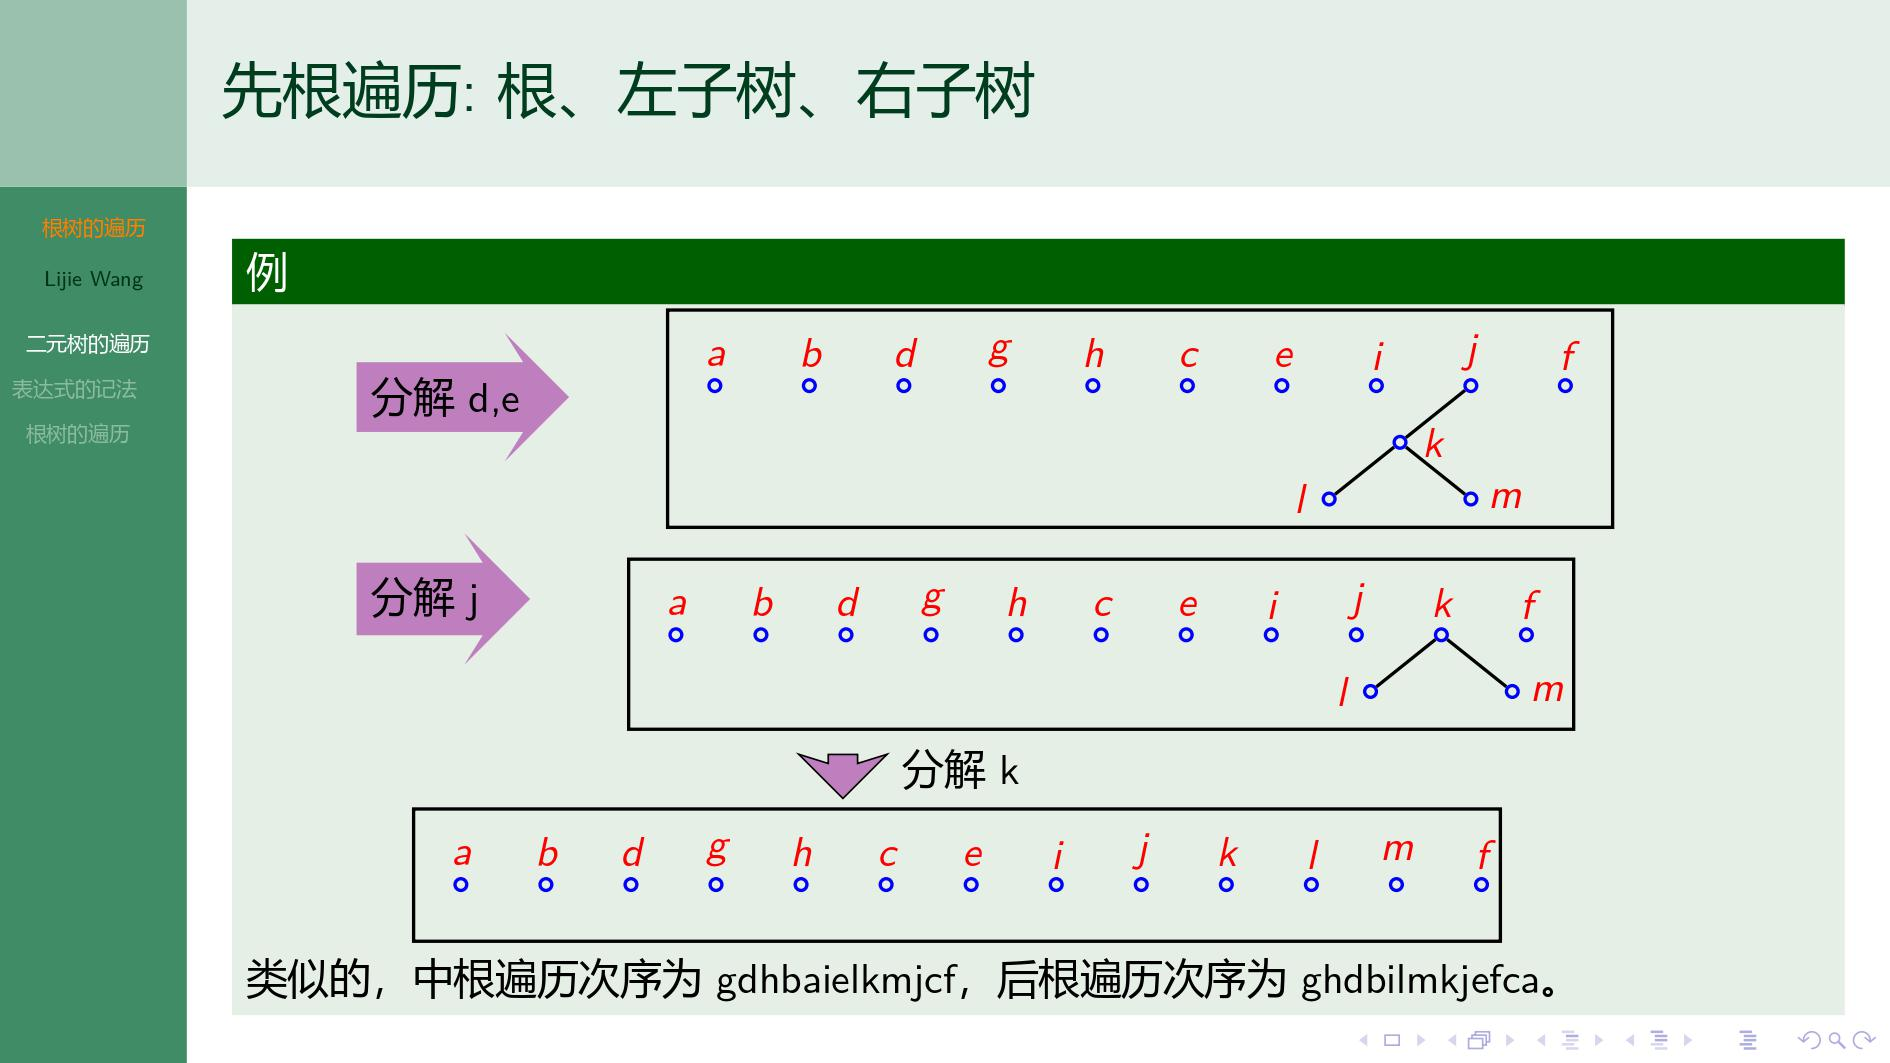 先根遍历: 根、左子树、右子树
根树的遍历
Lijie Wang
二元树的遍历
表达式的记法
根树的遍历
例
分解 d,e
a b d g h c e i j f
k
l m
分解 j
a b d g h c e i j k f
l m
分解 k
a b d g h c e i j k l m f
类似的，中根遍历次序为 gdhbaielkmjcf，后根遍历次序为 ghdbilmkjefca。